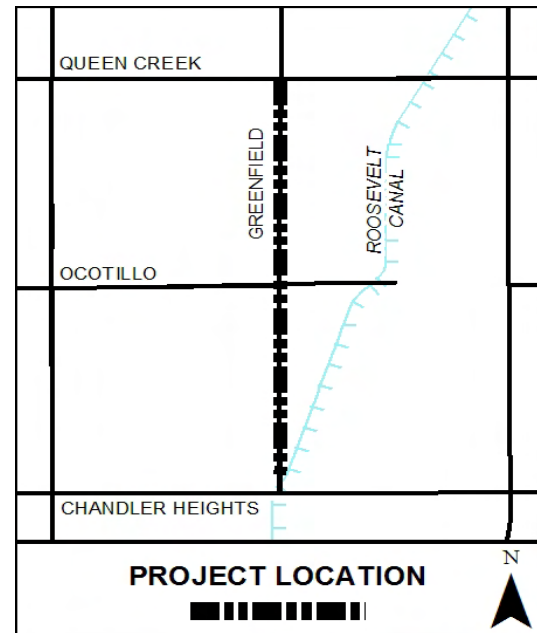 QUEEN CREEK
GREENFIELD
ROOSEVELT
CANAL
OCOTILLO
CHANDLER HEIGHTS
PROJECT LOCATION
N